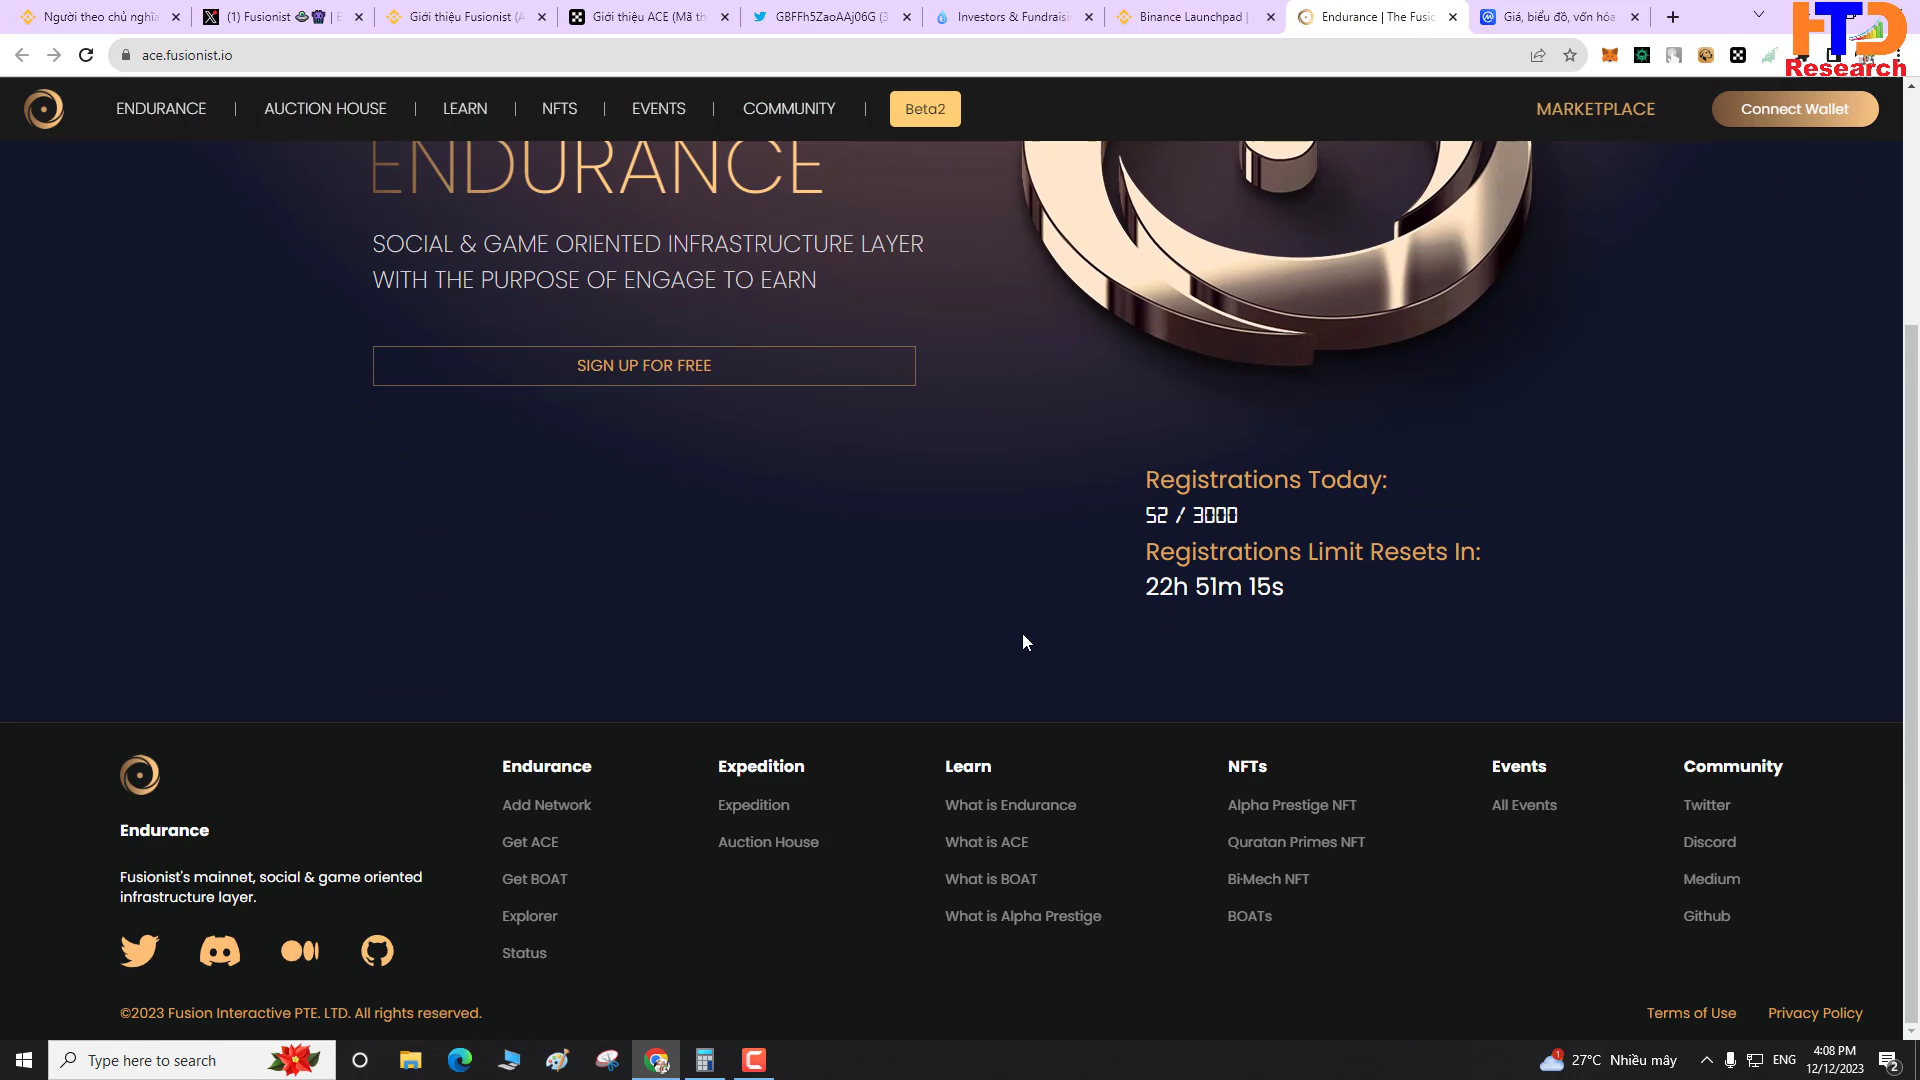 Người theo chủ nghĩa
(1) Fusionist
Giới thiệu Fusionist (A
Giới thiệu ACE (Mã th
GBFFh5ZaoAAj06G (3
Investors & Fundraisi
Binance Launchpad |
Endurance | The Fusic
Giá, biểu đồ, vốn hóa
HTD
Research
ace.fusionist.io
ENDURANCE | AUCTION HOUSE | LEARN | NFTS | EVENTS | COMMUNITY | Beta2
MARKETPLACE
Connect Wallet
ENDURANCE
SOCIAL & GAME ORIENTED INFRASTRUCTURE LAYER
WITH THE PURPOSE OF ENGAGE TO EARN
SIGN UP FOR FREE
Registrations Today:
52 / 3000
Registrations Limit Resets In:
22h 51m 15s
Endurance
Fusionist's mainnet, social & game oriented
infrastructure layer.
Endurance
Add Network
Get ACE
Get BOAT
Explorer
Status
Expedition
Expedition
Auction House
Learn
What is Endurance
What is ACE
What is BOAT
What is Alpha Prestige
NFTs
Alpha Prestige NFT
Quratan Primes NFT
Bi-Mech NFT
BOATs
Events
All Events
Community
Twitter
Discord
Medium
Github
©2023 Fusion Interactive PTE. LTD. All rights reserved.
Terms of Use
Privacy Policy
Type here to search
1
27°C Nhiều mây
ENG
4:08 PM
12/12/2023
2